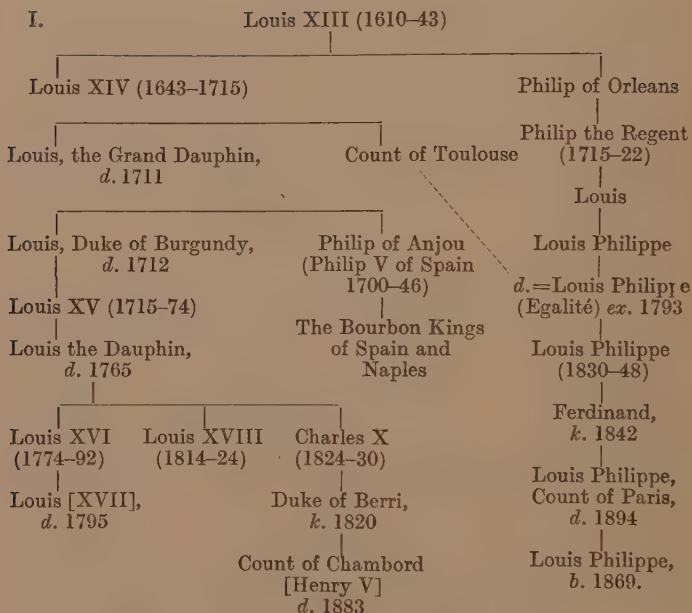 I. Louis XIII (1610–43)
Louis XIV (1643–1715) Philip of Orleans
Louis, the Grand Dauphin, Count of Toulouse Philip the Regent
d. 1711 (1715–22)
Louis
Louis, Duke of Burgundy, Philip of Anjou Louis Philippe
d. 1712 (Philip V of Spain
1700–46) d.=Louis Philippe
Louis XV (1715–74) (Egalité) ex. 1793
The Bourbon Kings
Louis the Dauphin, of Spain and Louis Philippe
d. 1765 Naples (1830–48)
Ferdinand,
Louis XVI Louis XVIII Charles X k. 1842
(1774–92) (1814–24) (1824–30)
Louis Philippe,
Louis [XVII], Duke of Berri, Count of Paris,
d. 1795 k. 1820 d. 1894
Count of Chambord Louis Philippe,
[Henry V] b. 1869.
d. 1883